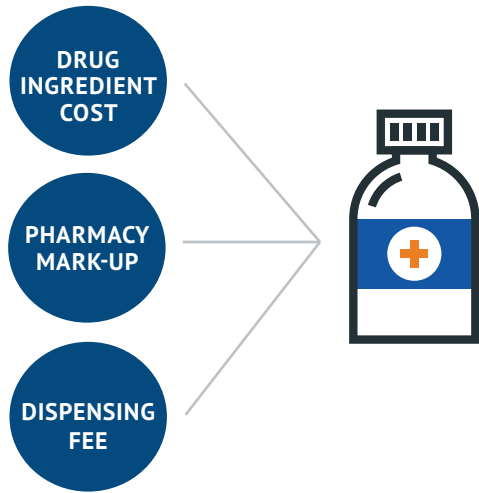 DRUG
INGREDIENT
COST
PHARMACY
MARK-UP
DISPENSING
FEE